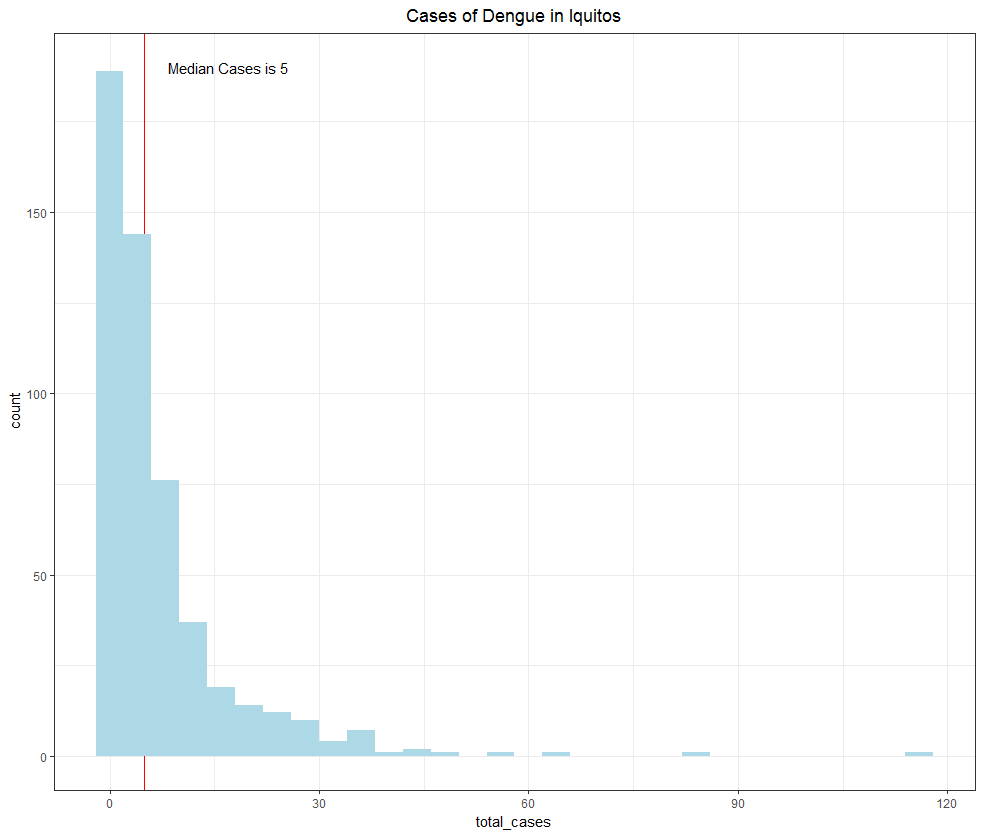 Cases of Dengue in Iquitos
Median Cases is 5
150
100
50
0
count
0 30 60 90 120
total_cases